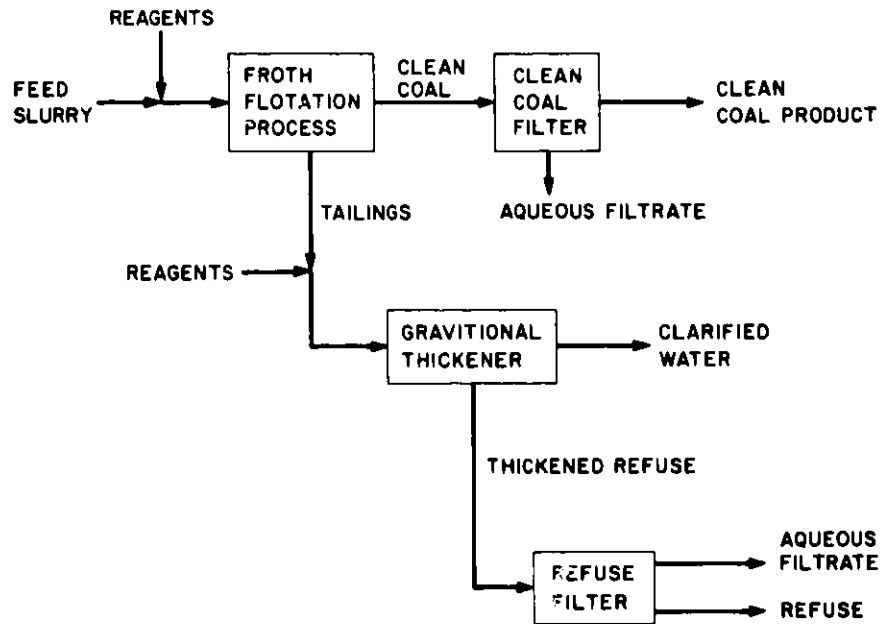 REAGENTS
FEED
SLURRY
FROTH
FLOTATION
PROCESS
CLEAN
COAL
CLEAN
COAL
FILTER
CLEAN
COAL PRODUCT
TAILINGS
AQUEOUS FILTRATE
REAGENTS
GRAVITIONAL
THICKENER
CLARIFIED
WATER
THICKENED REFUSE
REFUSE
FILTER
AQUEOUS
FILTRATE
REFUSE